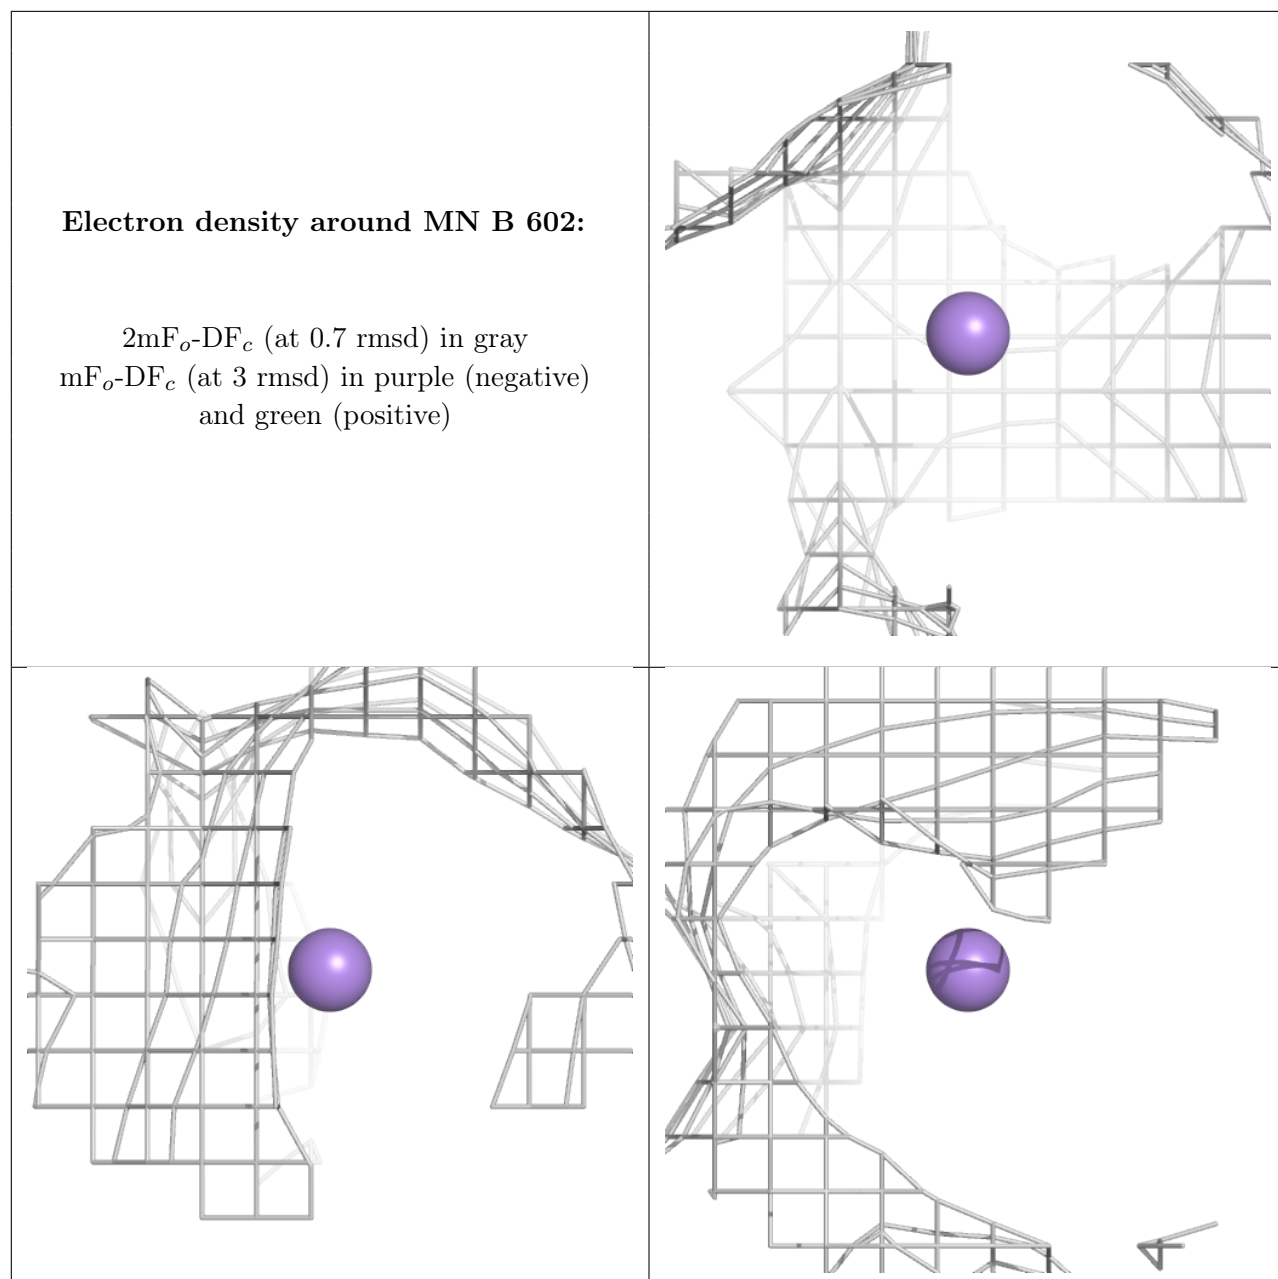 Electron density around MN B 602:
2mFo-DFc (at 0.7 rmsd) in gray
mFo-DFc (at 3 rmsd) in purple (negative)
and green (positive)